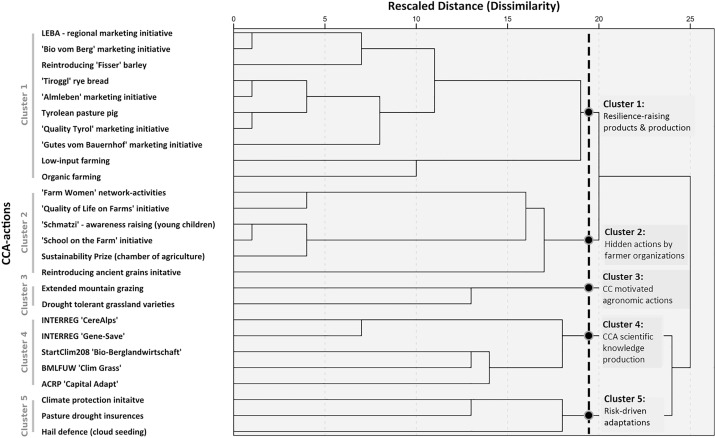 Rescaled Distance (Dissimilarity)
0 5 10 15 20 25
CCA-actions
Cluster 1
LEBA - regional marketing initiative
'Bio vom Berg' marketing initiative
Reintroducing 'Fisser' barley
'Tiroggl' rye bread
'Almleben' marketing initiative
Tyrolean pasture pig
'Quality Tyrol' marketing initiative
'Gutes vom Bauernhof' marketing initiative
Low-input farming
Organic farming
Cluster 2
'Farm Women' network-activities
'Quality of Life on Farms' initiative
'Schmatzi' - awareness raising (young children)
'School on the Farm' initiative
Sustainability Prize (chamber of agriculture)
Reintroducing ancient grains initative
Cluster 3
Extended mountain grazing
Drought tolerant grassland varieties
Cluster 4
INTERREG 'CereAlps'
INTERREG 'Gene-Save'
StartClim208 'Bio-Berglandwirtschaft'
BMLFUW 'Clim Grass'
ACRP 'Capital Adapt'
Cluster 5
Climate protection initaitve
Pasture drought insurences
Hail defence (cloud seeding)
Cluster 1:
Resilience-raising
products & production
Cluster 2:
Hidden actions by
farmer organizations
Cluster 3:
CC motivated
agronomic actions
Cluster 4:
CCA scientific
knowledge
production
Cluster 5:
Risk-driven
adaptations